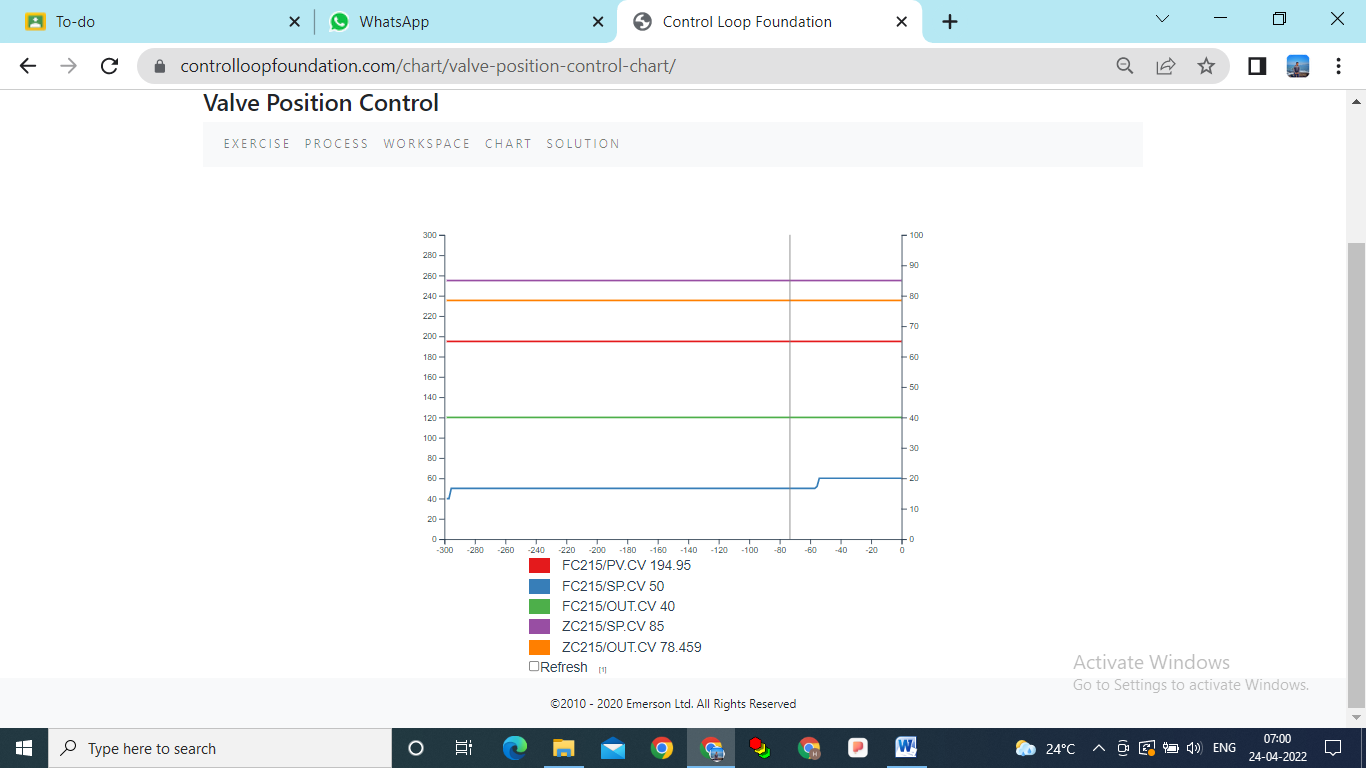 To-do
WhatsApp
Control Loop Foundation
controlloopfoundation.com/chart/valve-position-control-chart/
Valve Position Control
EXERCISE PROCESS WORKSPACE CHART SOLUTION
300 100
280
90
260
240 80
220
70
200
180 60
160
50
140
120 40
100
30
80
60 20
40
10
20
0 0
-300 -280 -260 -240 -220 -200 -180 -160 -140 -120 -100 -80 -60 -40 -20 0
FC215/PV.CV 194.95
FC215/SP.CV 50
FC215/OUT.CV 40
ZC215/SP.CV 85
ZC215/OUT.CV 78.459
Refresh [1]
Activate Windows
Go to Settings to activate Windows.
©2010 - 2020 Emerson Ltd. All Rights Reserved
Type here to search
24°C
ENG
07:00
24-04-2022